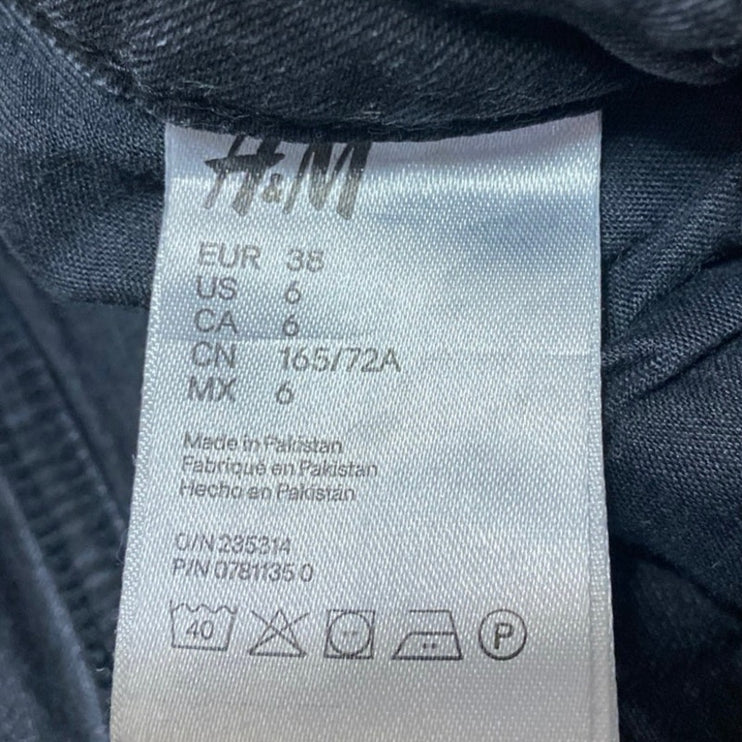 H&M
EUR 38
US 6
CA 6
CN 165/72A
MX 6
Made in Pakistan
Fabriqué en Pakistan
Hecho en Pakistan
O/N 235314
P/N 0781135 0
40
P